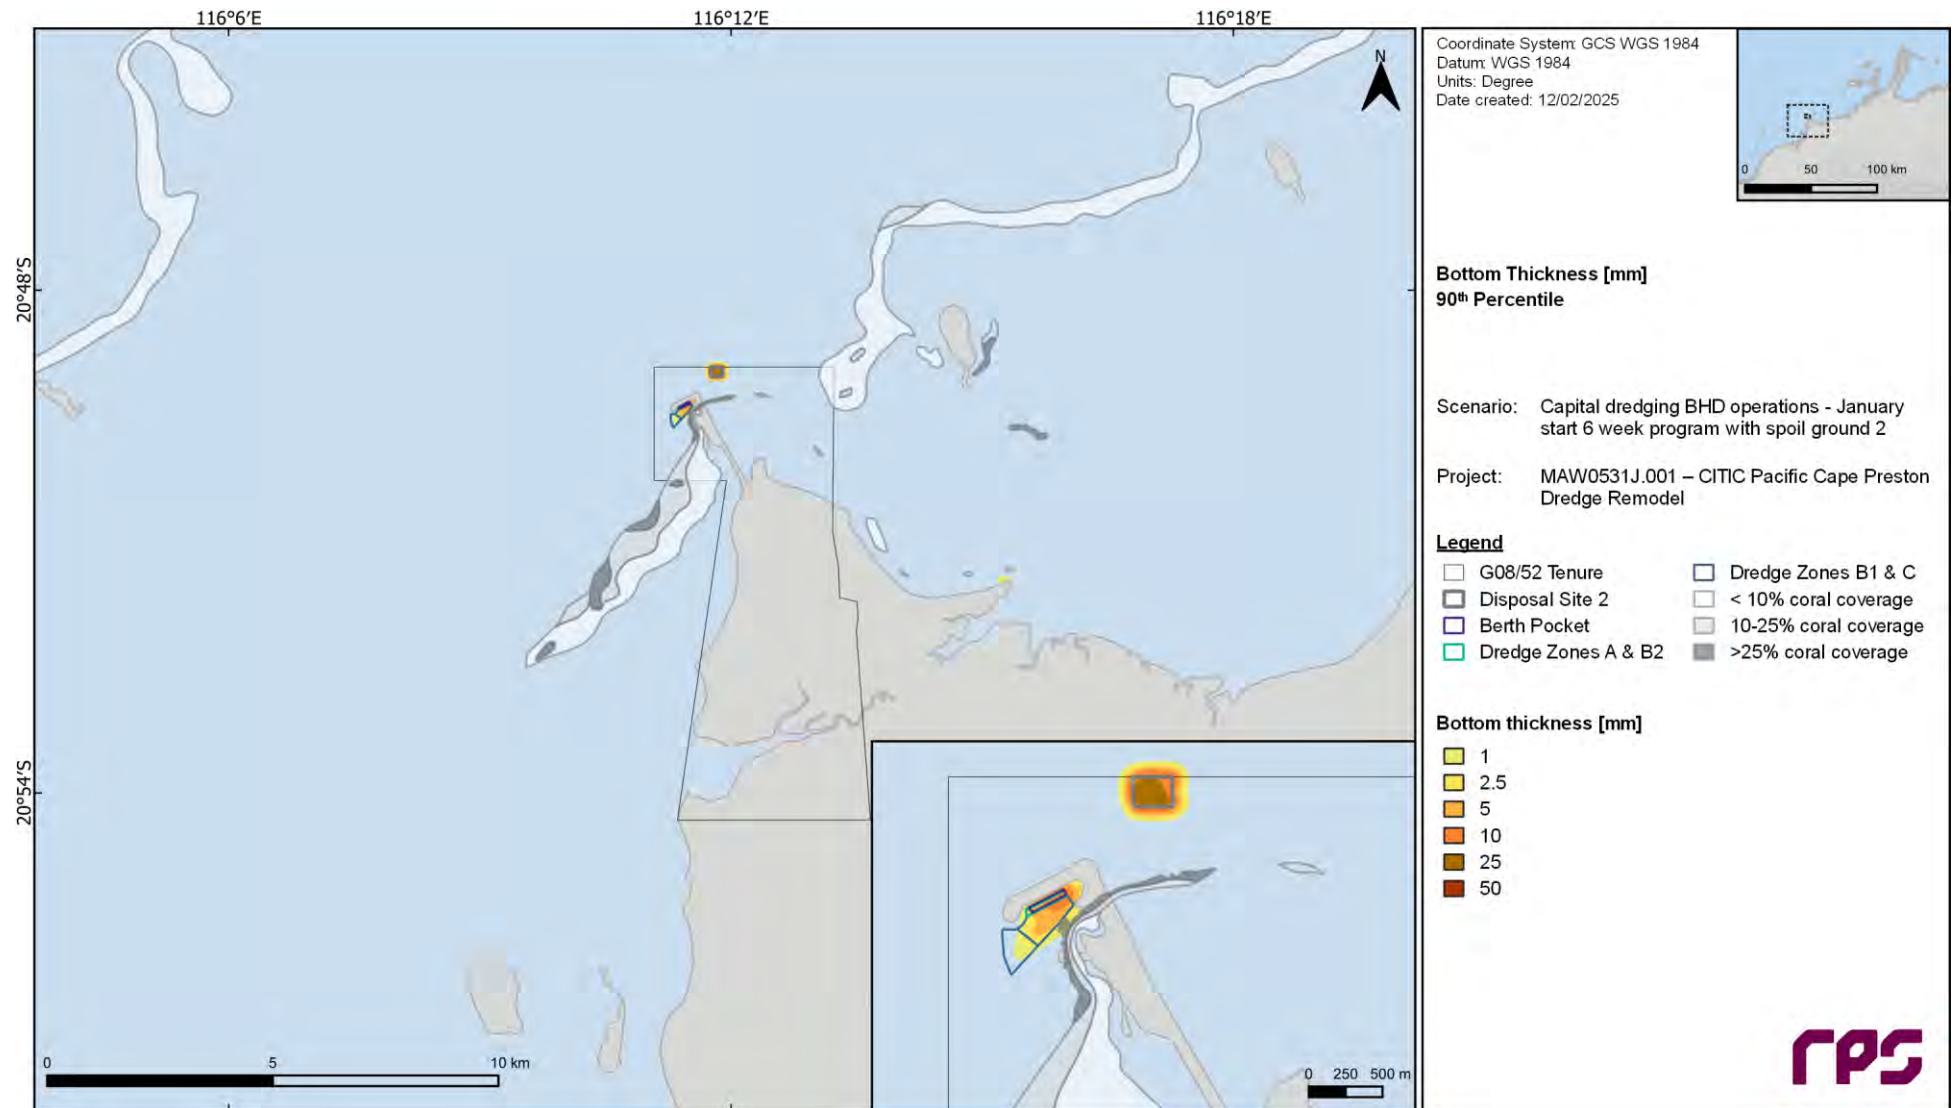 116°6'E
116°12'E
116°18'E
20°48'S
20°54'S
N
0 5 10 km
0 250 500 m
Coordinate System: GCS WGS 1984
Datum: WGS 1984
Units: Degree
Date created: 12/02/2025
0 50 100 km
Bottom Thickness [mm]
90th Percentile
Scenario: Capital dredging BHD operations - January
start 6 week program with spoil ground 2
Project: MAW0531J.001 – CITIC Pacific Cape Preston
Dredge Remodel
Legend
G08/52 Tenure
Disposal Site 2
Berth Pocket
Dredge Zones A & B2
Dredge Zones B1 & C
< 10% coral coverage
10-25% coral coverage
>25% coral coverage
Bottom thickness [mm]
1
2.5
5
10
25
50
rps